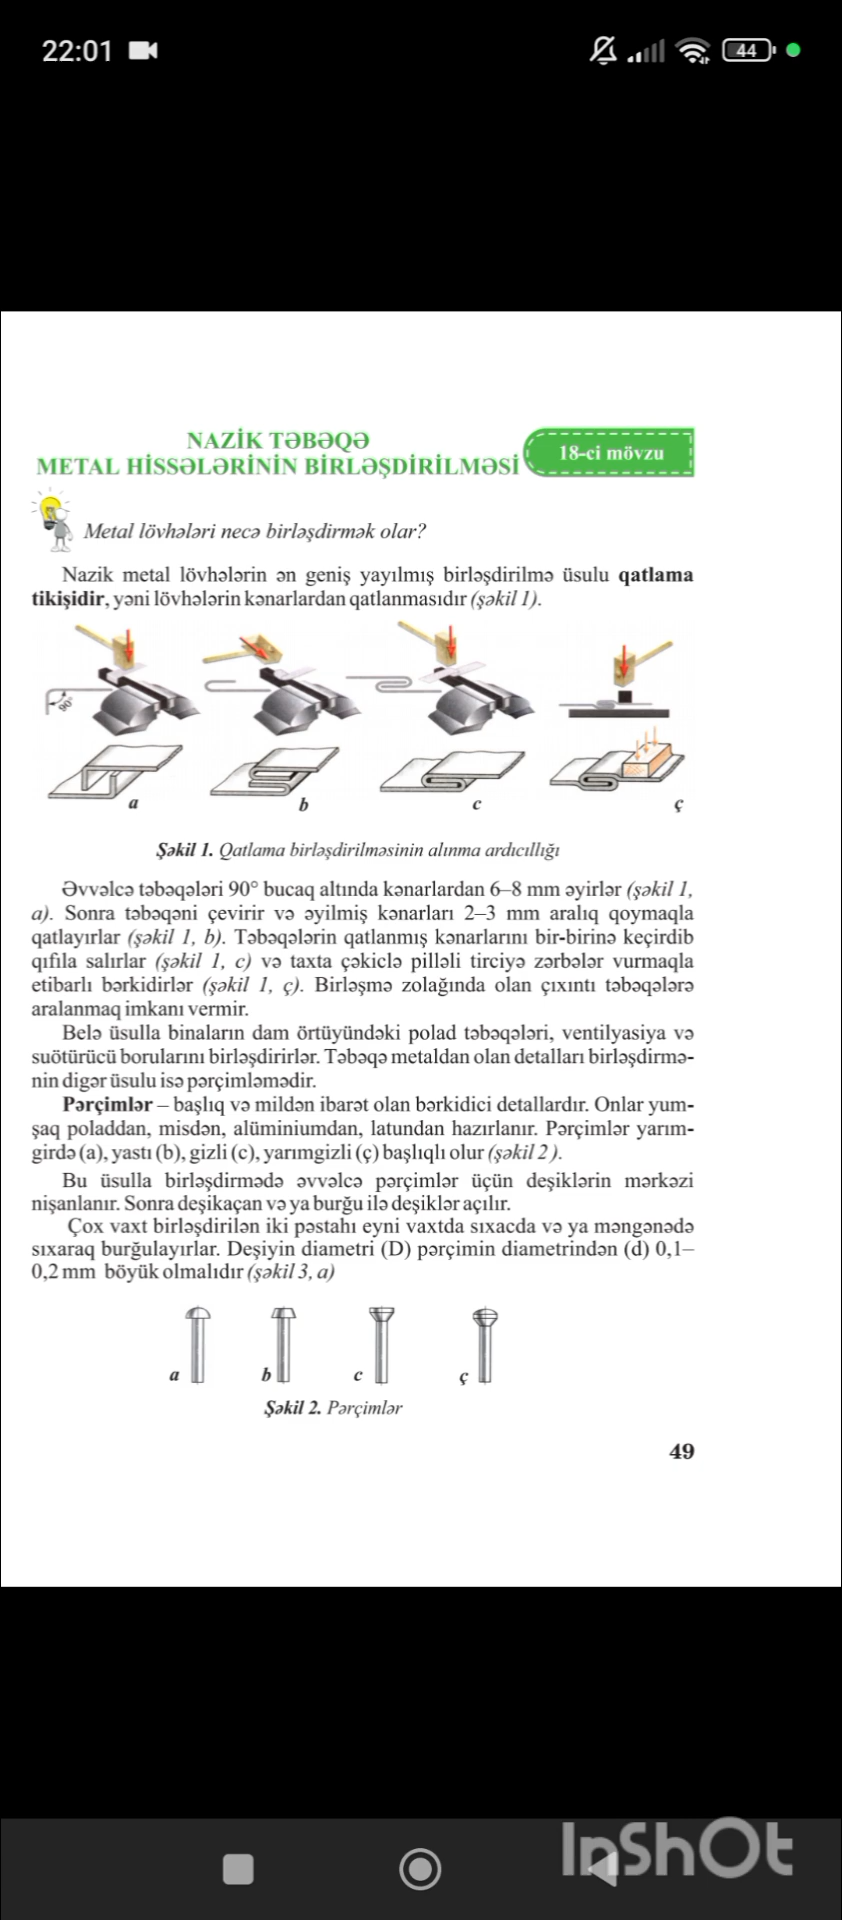 22:01
44
NAZİK TƏBƏQƏ
METAL HİSSƏLƏRİNİN BİRLƏŞDİRİLMƏSİ
18-ci mövzu
Metal lövhələri necə birləşdirmək olar?
Nazik metal lövhələrin ən geniş yayılmış birləşdirilmə üsulu qatlama
tikişidir, yəni lövhələrin kənarlardan qatlanmasıdır (şəkil 1).
90°
a
b
c
ç
Şəkil 1. Qatlama birləşdirilməsinin alınma ardıcıllığı
Əvvəlcə təbəqələri 90° bucaq altında kənarlardan 6–8 mm əyirlər (şəkil 1,
a). Sonra təbəqəni çevirir və əyilmiş kənarları 2–3 mm aralıq qoymaqla
qatlayırlar (şəkil 1, b). Təbəqələrin qatlanmış kənarlarını bir-birinə keçirdib
qıfıla salırlar (şəkil 1, c) və taxta çəkiclə pilləli tirciyə zərbələr vurmaqla
etibarlı bərkidirlər (şəkil 1, ç). Birləşmə zolağında olan çıxıntı təbəqələrə
aralanmaq imkanı vermir.
Belə üsulla binaların dam örtüyündəki polad təbəqələri, ventilyasiya və
suötürücü borularını birləşdirirlər. Təbəqə metaldan olan detalları birləşdirmə-
nin digər üsulu isə pərçimləmədir.
Pərçimlər – başlıq və mildən ibarət olan bərkidici detallardır. Onlar yum-
şaq poladdan, misdən, alüminiumdan, latundan hazırlanır. Pərçimlər yarım-
girdə (a), yastı (b), gizli (c), yarımgizli (ç) başlıqlı olur (şəkil 2 ).
Bu üsulla birləşdirmədə əvvəlcə pərçimlər üçün deşiklərin mərkəzi
nişanlanır. Sonra deşikaçan və ya burğu ilə deşiklər açılır.
Çox vaxt birləşdirilən iki pəstahı eyni vaxtda sıxacda və ya məngənədə
sıxaraq burğulayırlar. Deşiyin diametri (D) pərçimin diametrindən (d) 0,1–
0,2 mm böyük olmalıdır (şəkil 3, a)
a
b
c
ç
Şəkil 2. Pərçimlər
49
InShOt